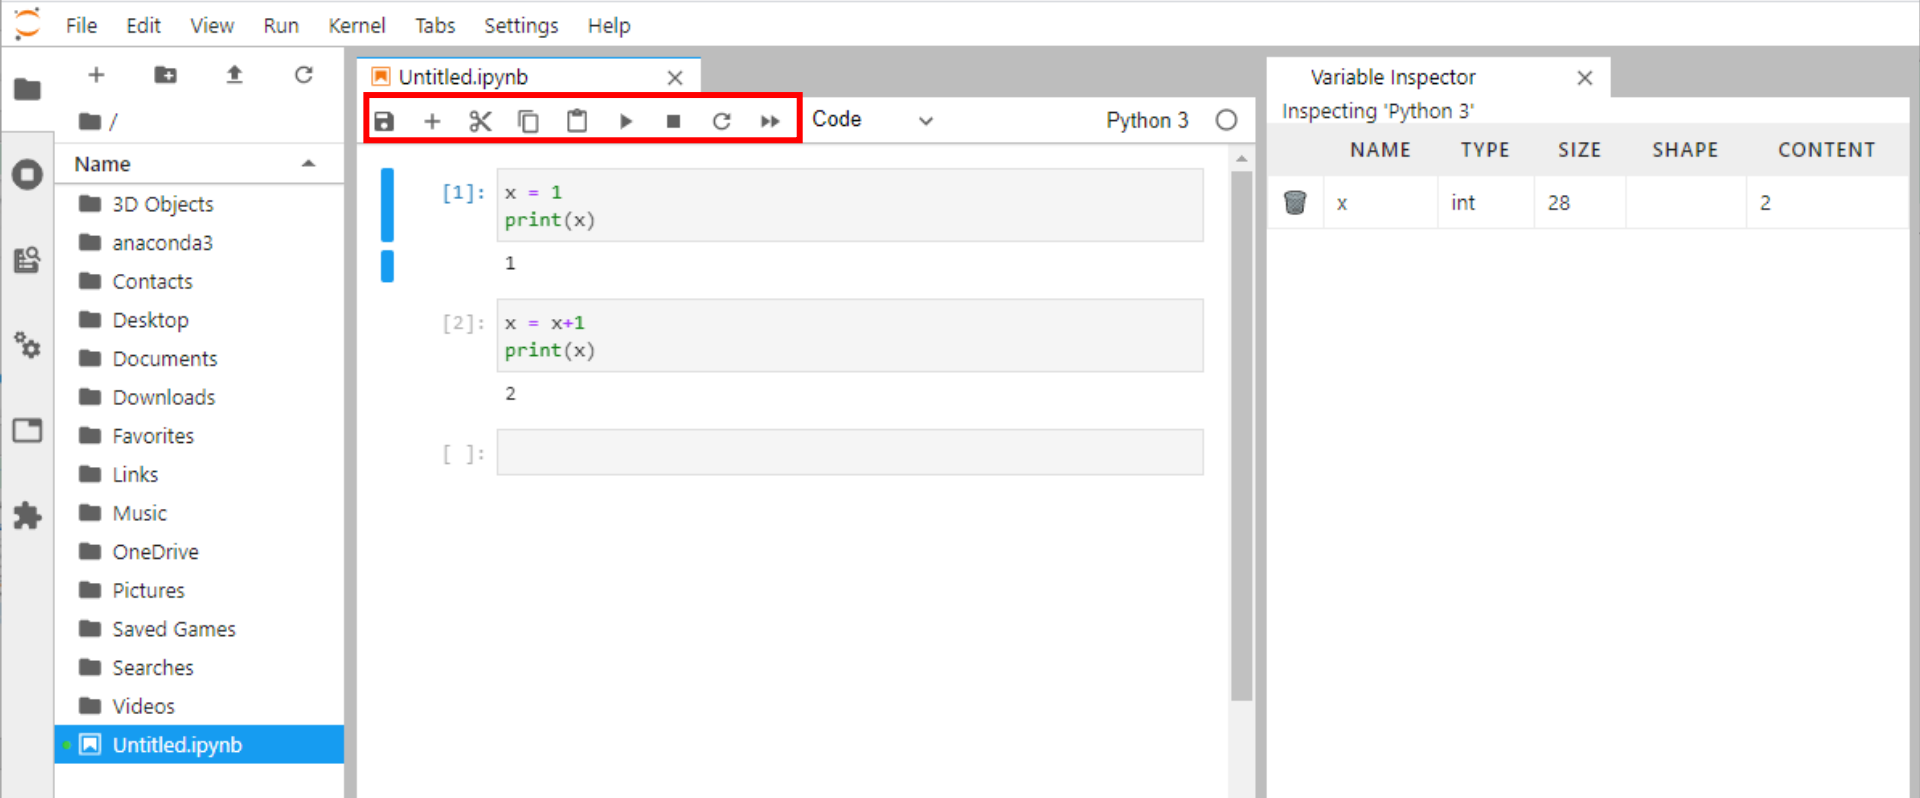 File Edit View Run Kernel Tabs Settings Help
/
Name
3D Objects
anaconda3
Contacts
Desktop
Documents
Downloads
Favorites
Links
Music
OneDrive
Pictures
Saved Games
Searches
Videos
Untitled.ipynb
Untitled.ipynb
Code
Python 3
[1]: x = 1
print(x)
1
[2]: x = x+1
print(x)
2
[ ]:
Variable Inspector
Inspecting 'Python 3'
NAME TYPE SIZE SHAPE CONTENT
x int 28 2